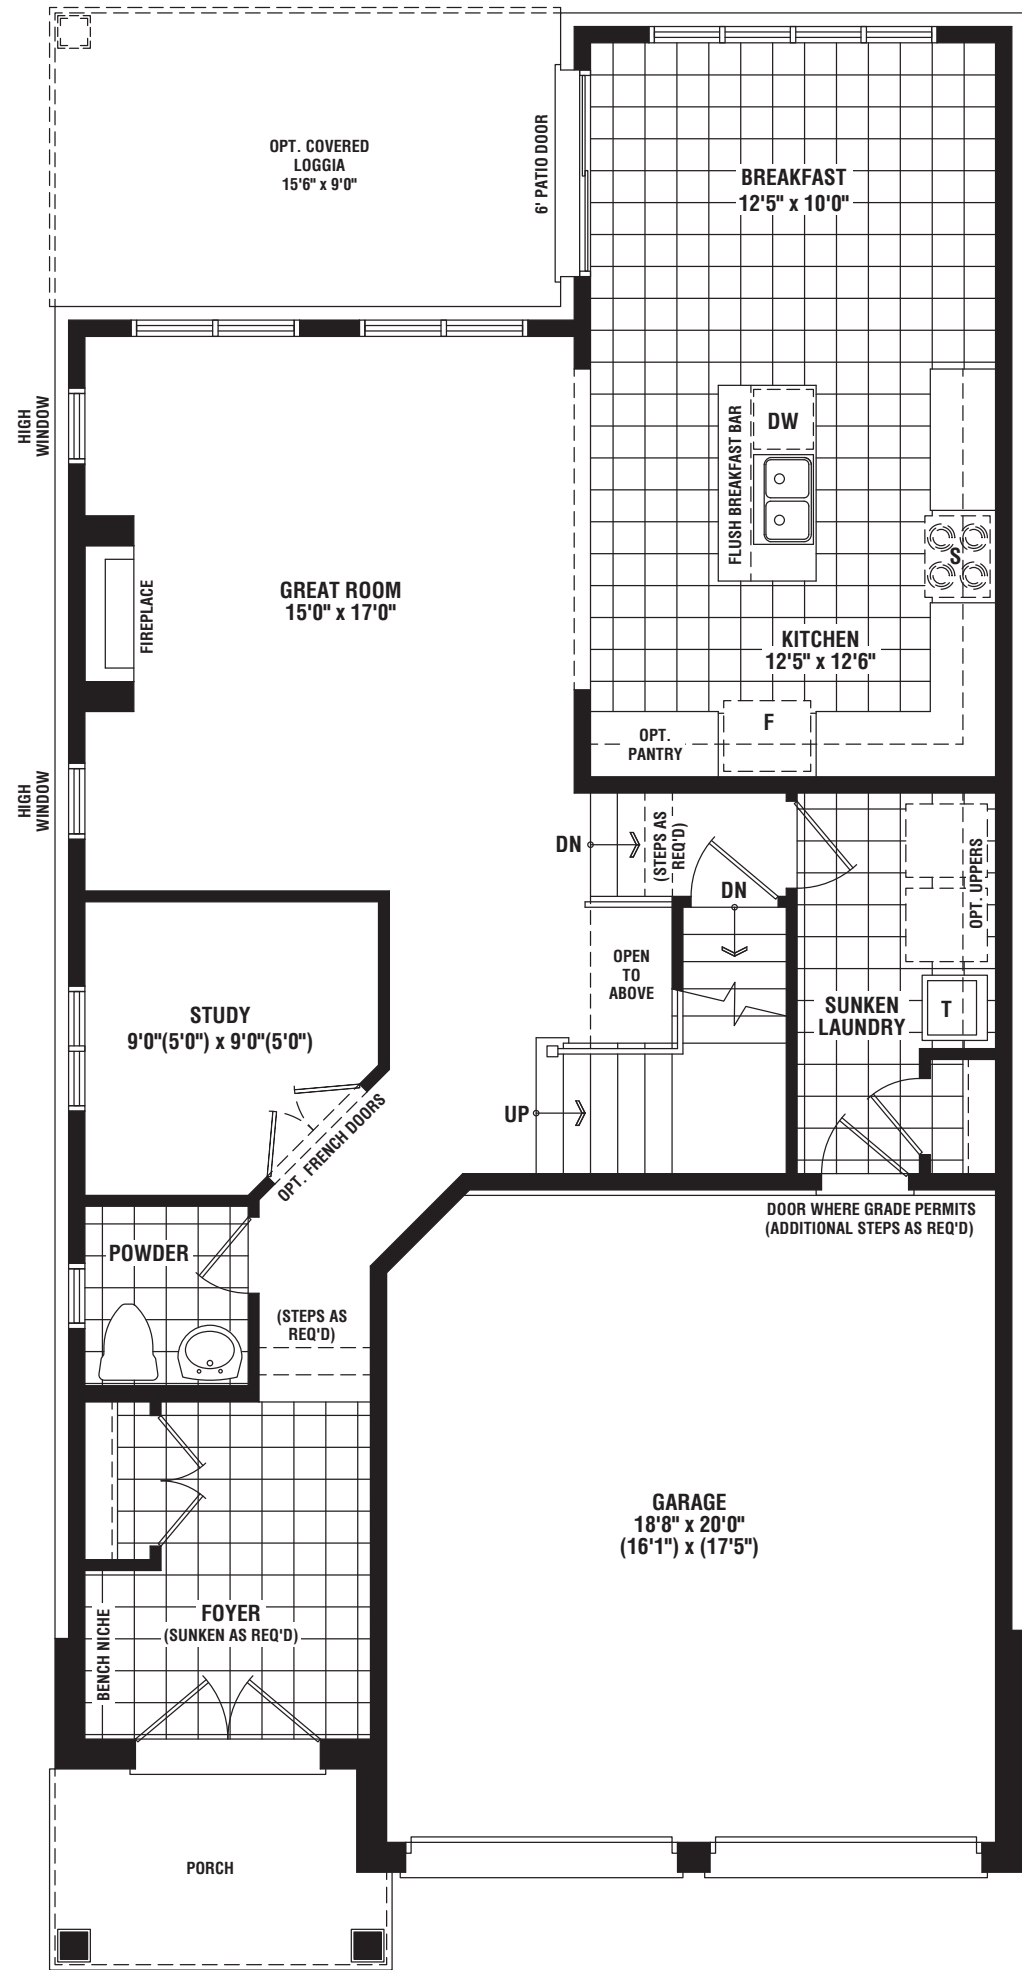 OPT. COVERED
LOGGIA
15'6" x 9'0"
6' PATIO DOOR
BREAKFAST
12'5" x 10'0"
HIGH
WINDOW
FLUSH BREAKFAST BAR
DW
S
GREAT ROOM
15'0" x 17'0"
FIREPLACE
KITCHEN
12'5" x 12'6"
F
OPT.
PANTRY
HIGH
WINDOW
DN
(STEPS AS
REQ'D)
DN
OPT. UPPERS
OPEN
TO
ABOVE
SUNKEN
LAUNDRY
T
STUDY
9'0"(5'0") x 9'0"(5'0")
UP
OPT. FRENCH DOORS
DOOR WHERE GRADE PERMITS
(ADDITIONAL STEPS AS REQ'D)
POWDER
(STEPS AS
REQ'D)
GARAGE
18'8" x 20'0"
(16'1") x (17'5")
BENCH NICHE
FOYER
(SUNKEN AS REQ'D)
PORCH